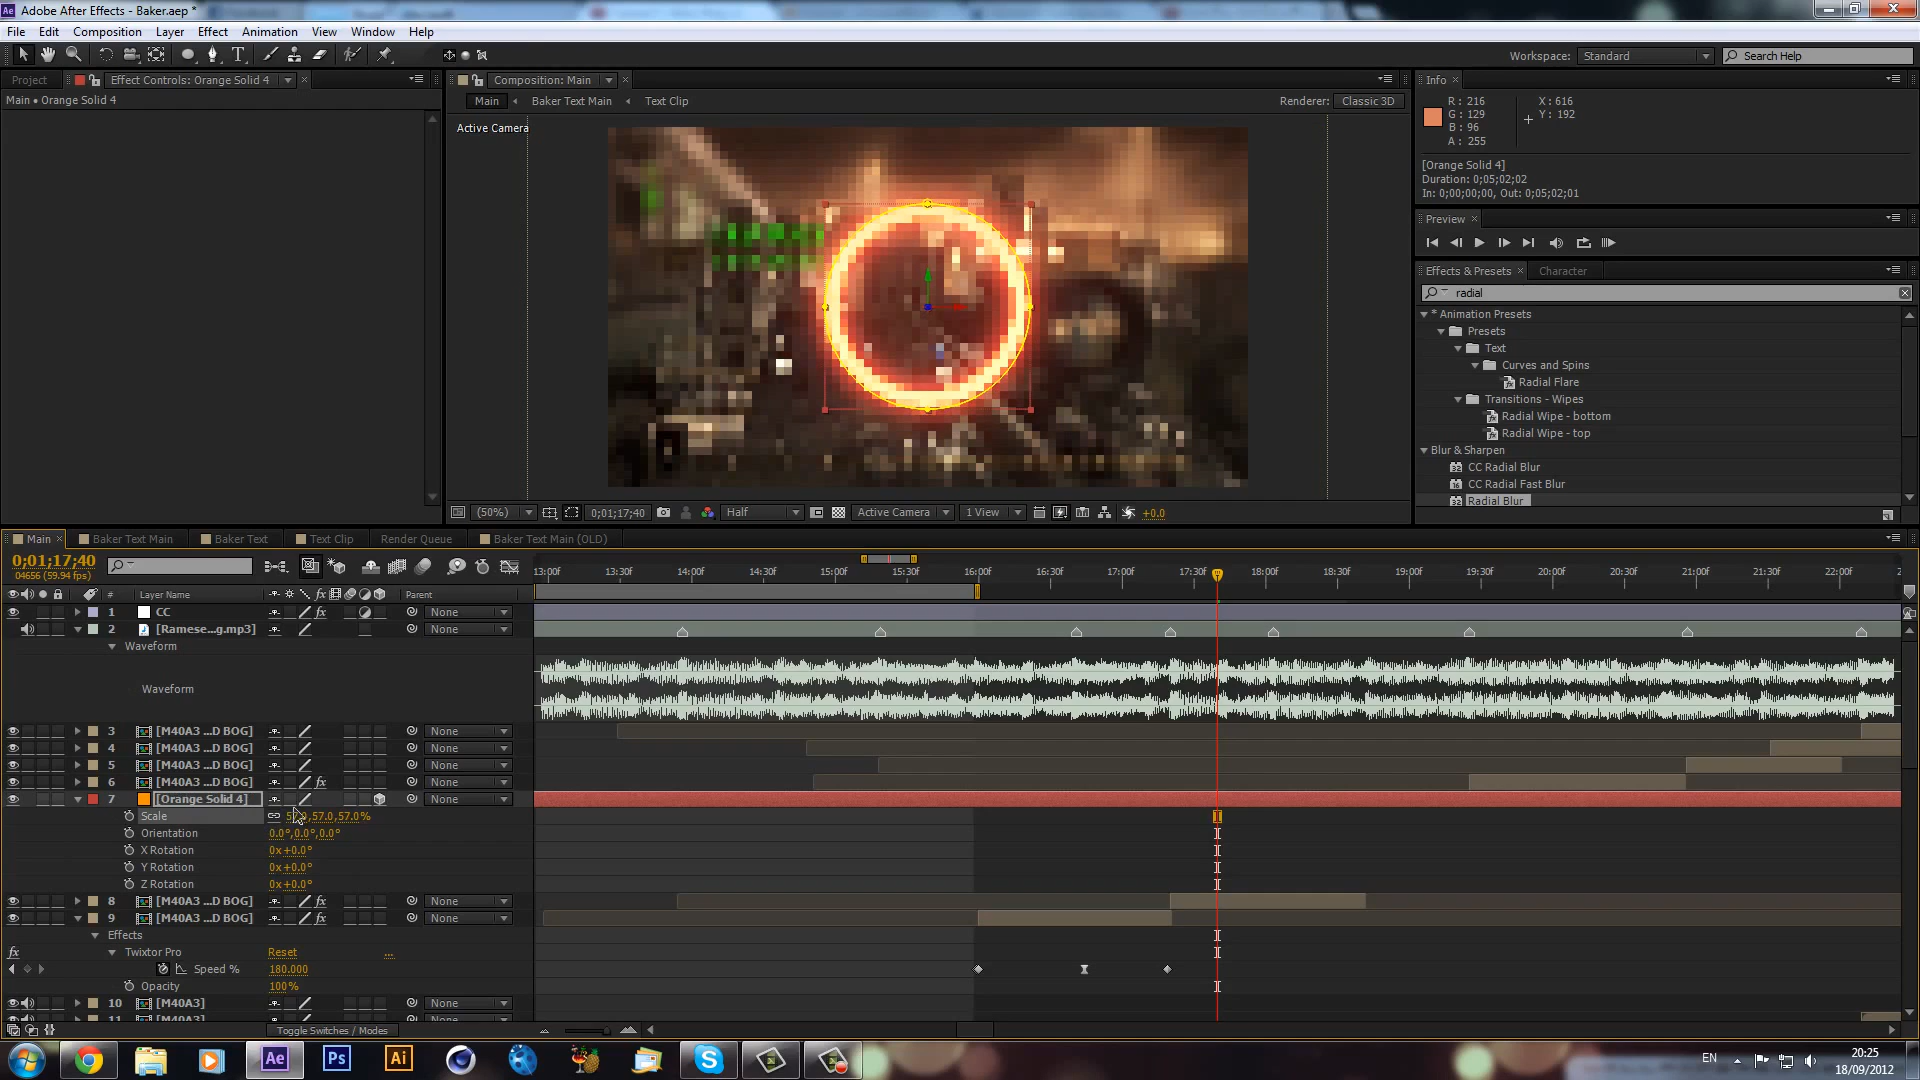 Adobe After Effects - Baker.aep *
File Edit Composition Layer Effect Animation View Window Help
Workspace: Standard Search Help
Project Effect Controls: Orange Solid 4
Main • Orange Solid 4
Composition: Main
Main Baker Text Main Text Clip
Renderer: Classic 3D
Active Camera
(50%) 0;01;17;40 Half Active Camera 1 View +0.0
Info
R: 216
G: 129
B: 96
A: 255
X: 616
Y: 192
[Orange Solid 4]
Duration: 0;05;02;02
In: 0;00;00;00, Out: 0;05;02;01
Preview
Effects & Presets Character
radial
* Animation Presets
Presets
Text
Curves and Spins
Radial Flare
Transitions - Wipes
Radial Wipe - bottom
Radial Wipe - top
Blur & Sharpen
CC Radial Blur
CC Radial Fast Blur
Radial Blur
Main Baker Text Main Baker Text Text Clip Render Queue Baker Text Main (OLD)
0;01;17;40
04656 (59.94 fps)
13:00f 13:30f 14:00f 14:30f 15:00f 15:30f 16:00f 16:30f 17:00f 17:30f 18:00f 18:30f 19:00f 19:30f 20:00f 20:30f 21:00f 21:30f 22:00f
# Layer Name fx Parent
1 CC fx None
2 [Ramese...g.mp3] None
Waveform
Waveform
3 [M40A3 ...D BOG] None
4 [M40A3 ...D BOG] None
5 [M40A3 ...D BOG] None
6 [M40A3 ...D BOG] fx None
7 [Orange Solid 4] None
Scale 57.0,57.0,57.0%
Orientation 0.0°,0.0°,0.0°
X Rotation 0x+0.0°
Y Rotation 0x+0.0°
Z Rotation 0x+0.0°
8 [M40A3 ...D BOG] fx None
9 [M40A3 ...D BOG] fx None
Effects
fx Twixtor Pro Reset ...
Speed % 180.000
Opacity 100%
10 [M40A3] None
11 [M40A3] None
Toggle Switches / Modes
Ae Ps Ai
EN
20:25
18/09/2012